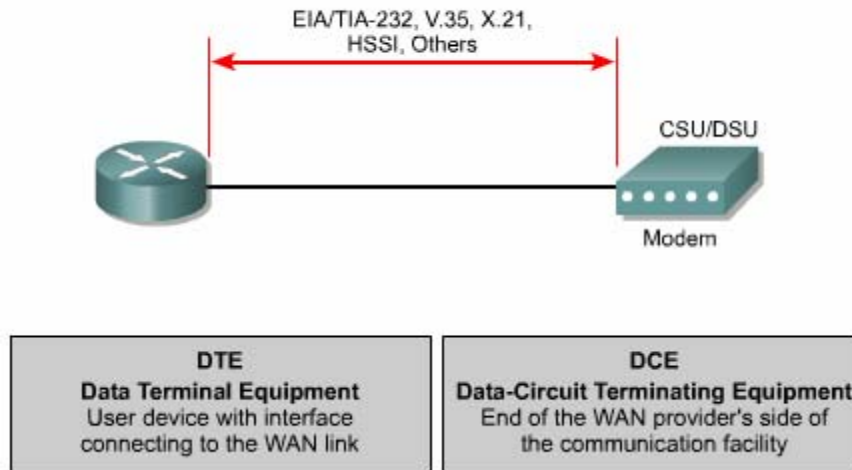 EIA/TIA-232, V.35, X.21,
HSSI, Others
CSU/DSU
Modem
DTE
Data Terminal Equipment
User device with interface
connecting to the WAN link
DCE
Data-Circuit Terminating Equipment
End of the WAN provider's side of
the communication facility